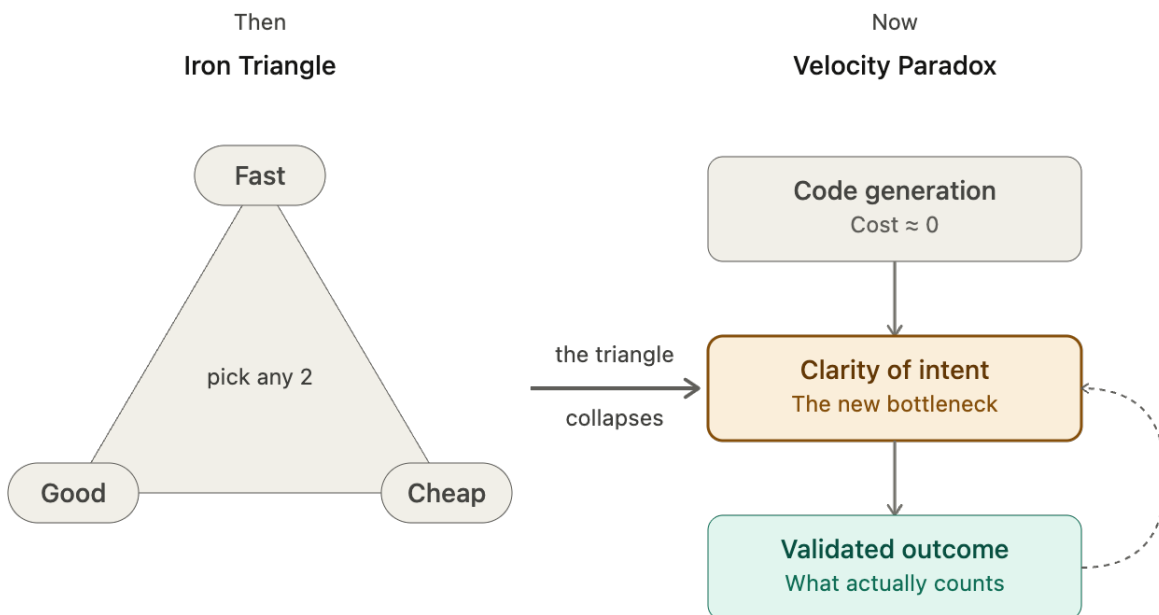 Then
Iron Triangle
Fast
pick any 2
Good
Cheap
the triangle
collapses
Now
Velocity Paradox
Code generation
Cost ≈ 0
Clarity of intent
The new bottleneck
Validated outcome
What actually counts